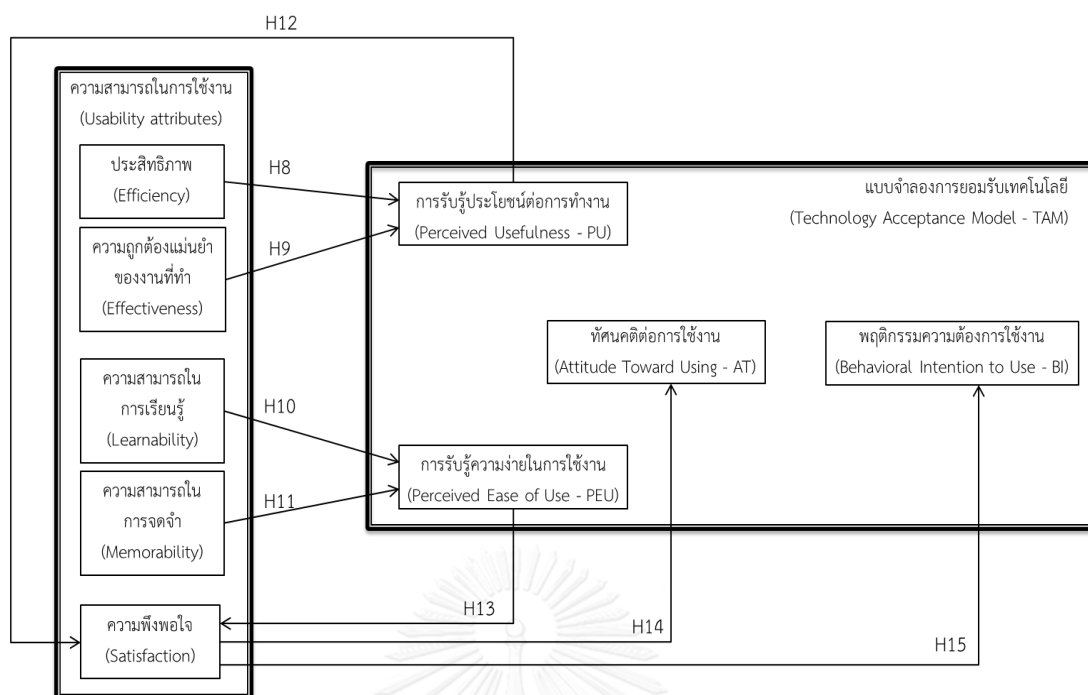 H12
ความสามารถในการใช้งาน
(Usability attributes)
ประสิทธิภาพ
(Efficiency)
H8
ความถูกต้องแม่นยำ
ของงานที่ทำ
(Effectiveness)
H9
ความสามารถใน
การเรียนรู้
(Learnability)
H10
ความสามารถใน
การจดจำ
(Memorability)
H11
ความพึงพอใจ
(Satisfaction)
แบบจำลองการยอมรับเทคโนโลยี
(Technology Acceptance Model - TAM)
การรับรู้ประโยชน์ต่อการทำงาน
(Perceived Usefulness - PU)
ทัศนคติต่อการใช้งาน
(Attitude Toward Using - AT)
พฤติกรรมความต้องการใช้งาน
(Behavioral Intention to Use - BI)
การรับรู้ความง่ายในการใช้งาน
(Perceived Ease of Use - PEU)
H13
H14
H15